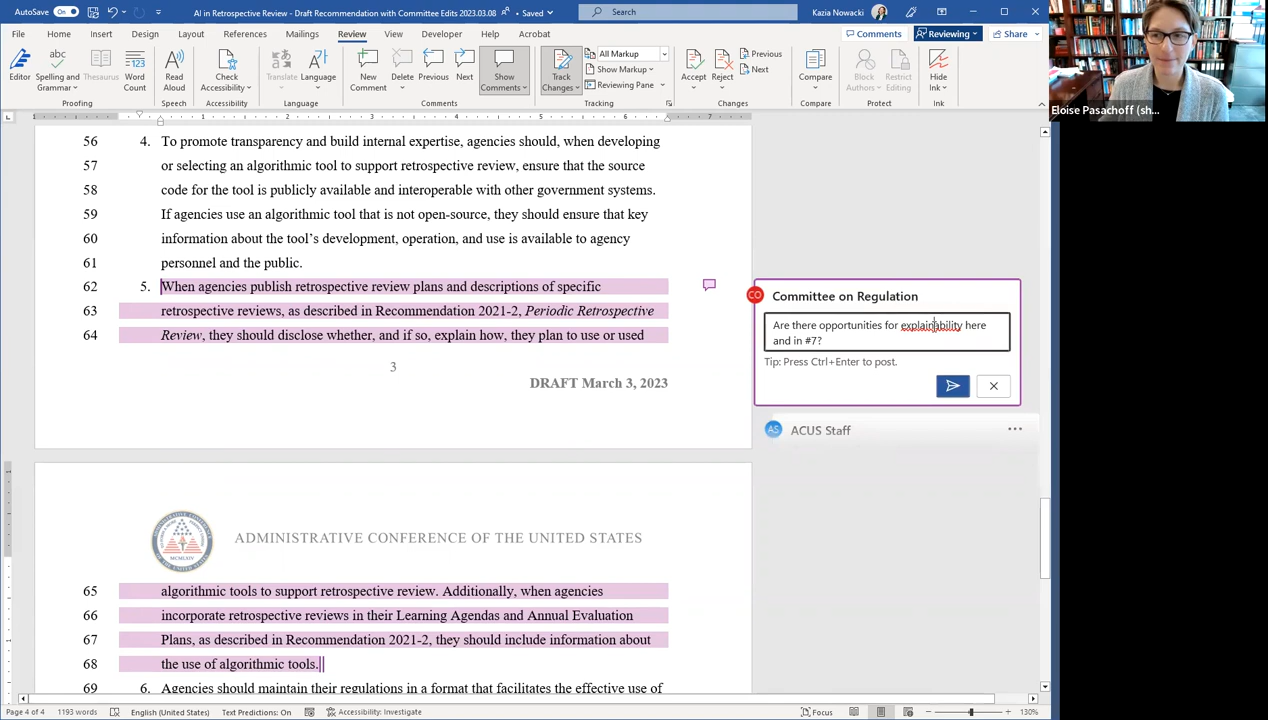 AutoSave On
AI in Retrospective Review - Draft Recommendation with Committee Edits 2023.03.08 • Saved
Search
Kazia Nowacki
File Home Insert Design Layout References Mailings Review View Developer Help Acrobat
Comments Reviewing Share
Editor
Spelling and Grammar
Thesaurus
Word Count
Proofing
Read Aloud
Speech
Check Accessibility
Accessibility
Translate
Language
Language
New Comment
Delete
Previous
Next
Show Comments
Comments
Track Changes
All Markup
Show Markup
Reviewing Pane
Tracking
Accept
Reject
Previous
Next
Changes
Compare
Compare
Block Authors
Restrict Editing
Protect
Hide Ink
Ink
Eloise Pasachoff (sh...
1 1 2 3 4 5 6 7
56 4. To promote transparency and build internal expertise, agencies should, when developing
57 or selecting an algorithmic tool to support retrospective review, ensure that the source
58 code for the tool is publicly available and interoperable with other government systems.
59 If agencies use an algorithmic tool that is not open-source, they should ensure that key
60 information about the tool's development, operation, and use is available to agency
61 personnel and the public.
62 5. When agencies publish retrospective review plans and descriptions of specific
63 retrospective reviews, as described in Recommendation 2021-2, Periodic Retrospective
64 Review, they should disclose whether, and if so, explain how, they plan to use or used
3
DRAFT March 3, 2023
CO Committee on Regulation
Are there opportunities for explainability here
and in #7?
Tip: Press Ctrl+Enter to post.
AS ACUS Staff
ADMINISTRATIVE CONFERENCE OF THE UNITED STATES
65 algorithmic tools to support retrospective review. Additionally, when agencies
66 incorporate retrospective reviews in their Learning Agendas and Annual Evaluation
67 Plans, as described in Recommendation 2021-2, they should include information about
68 the use of algorithmic tools.
69 6. Agencies should maintain their regulations in a format that facilitates the effective use of
Page 4 of 4 1193 words English (United States) Text Predictions: On Accessibility: Investigate Focus 130%